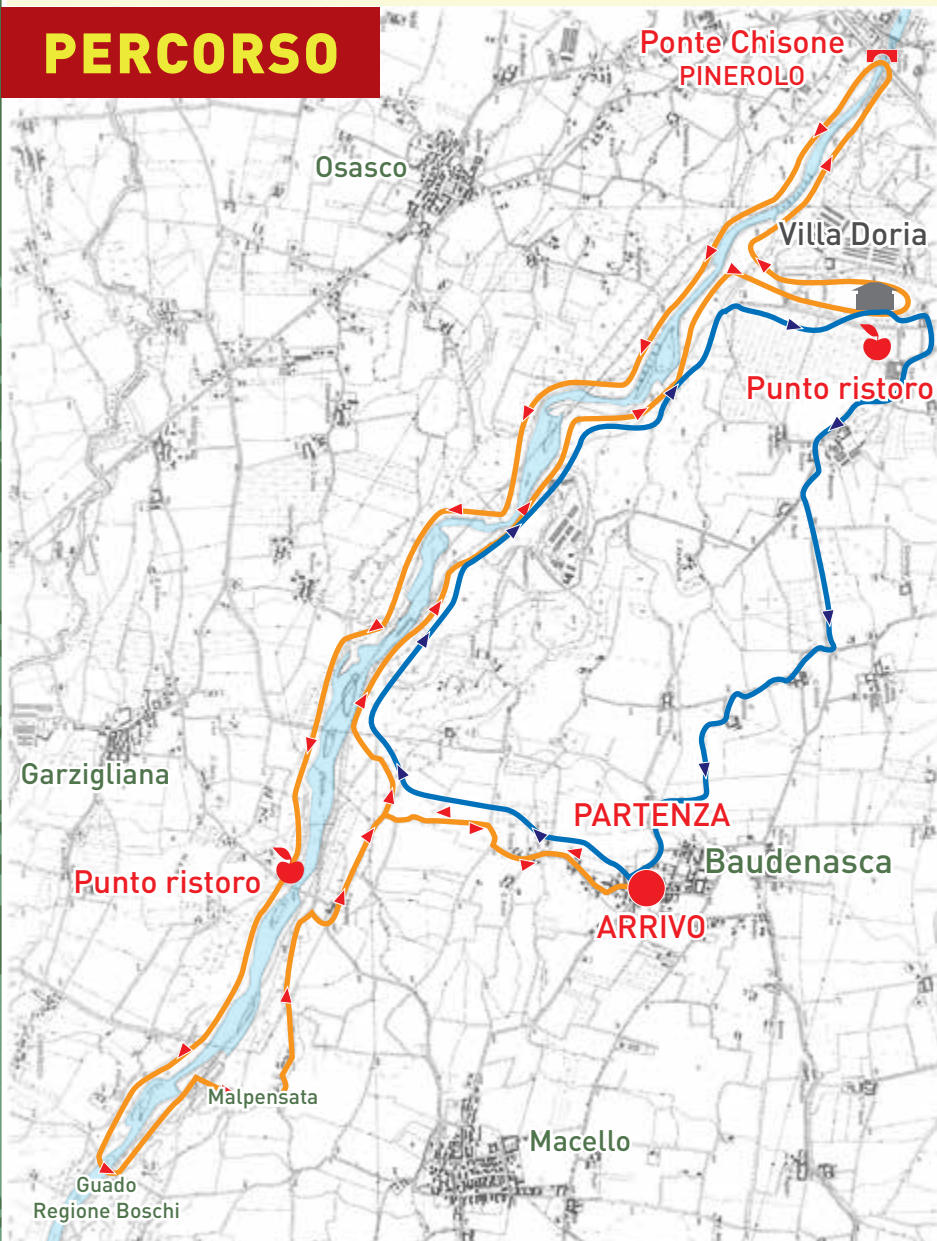 PERCORSO
Ponte Chisone
PINEROLO
Osasco
Villa Doria
Punto ristoro
Garzigliana
PARTENZA
Baudenasca
Punto ristoro
ARRIVO
Malpensata
Macello
Guado
Regione Boschi